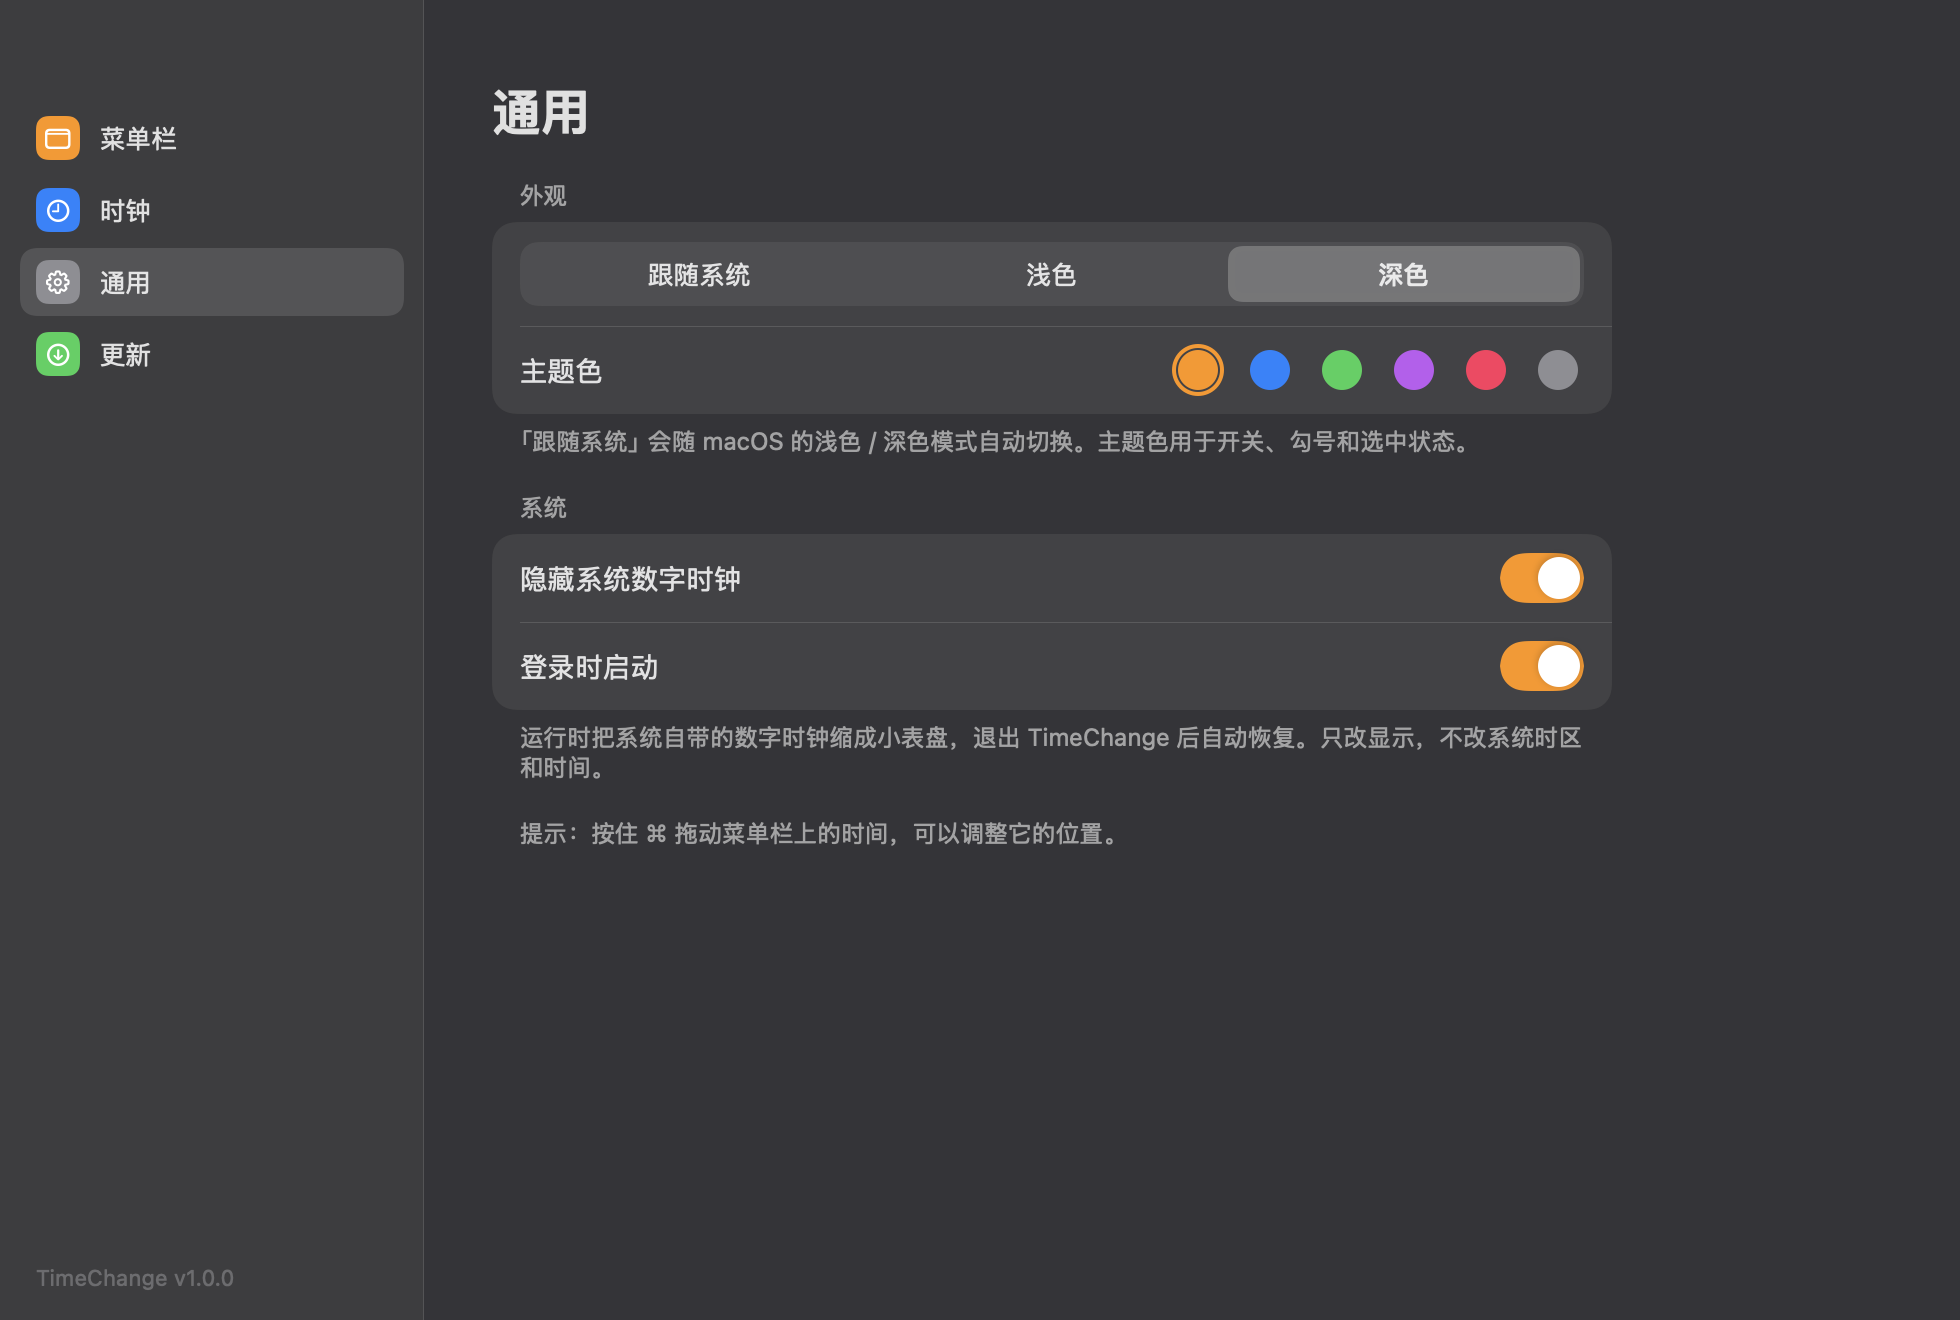 菜单栏
时钟
通用
更新
TimeChange v1.0.0
通用
外观
跟随系统
浅色
深色
主题色
「跟随系统」会随 macOS 的浅色 / 深色模式自动切换。主题色用于开关、勾号和选中状态。
系统
隐藏系统数字时钟
登录时启动
运行时把系统自带的数字时钟缩成小表盘，退出 TimeChange 后自动恢复。只改显示，不改系统时区
和时间。
提示：按住 ⌘ 拖动菜单栏上的时间，可以调整它的位置。